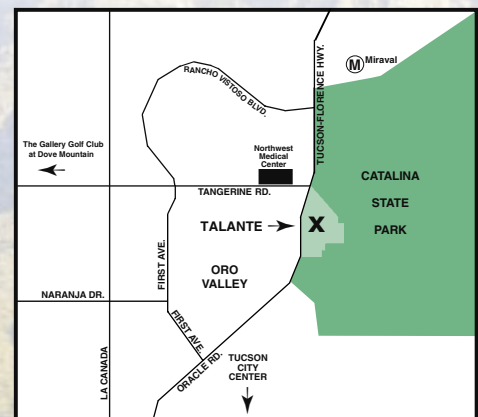 M Miraval
RANCHO VISTOSO BLVD.
TUCSON-FLORENCE HWY.
The Gallery Golf Club
at Dove Mountain
Northwest
Medical
Center
TANGERINE RD.
CATALINA
STATE
PARK
TALANTE
X
FIRST AVE.
ORO
VALLEY
NARANJA DR.
FIRST AVE.
LA CANADA
ORACLE RD.
TUCSON
CITY
CENTER